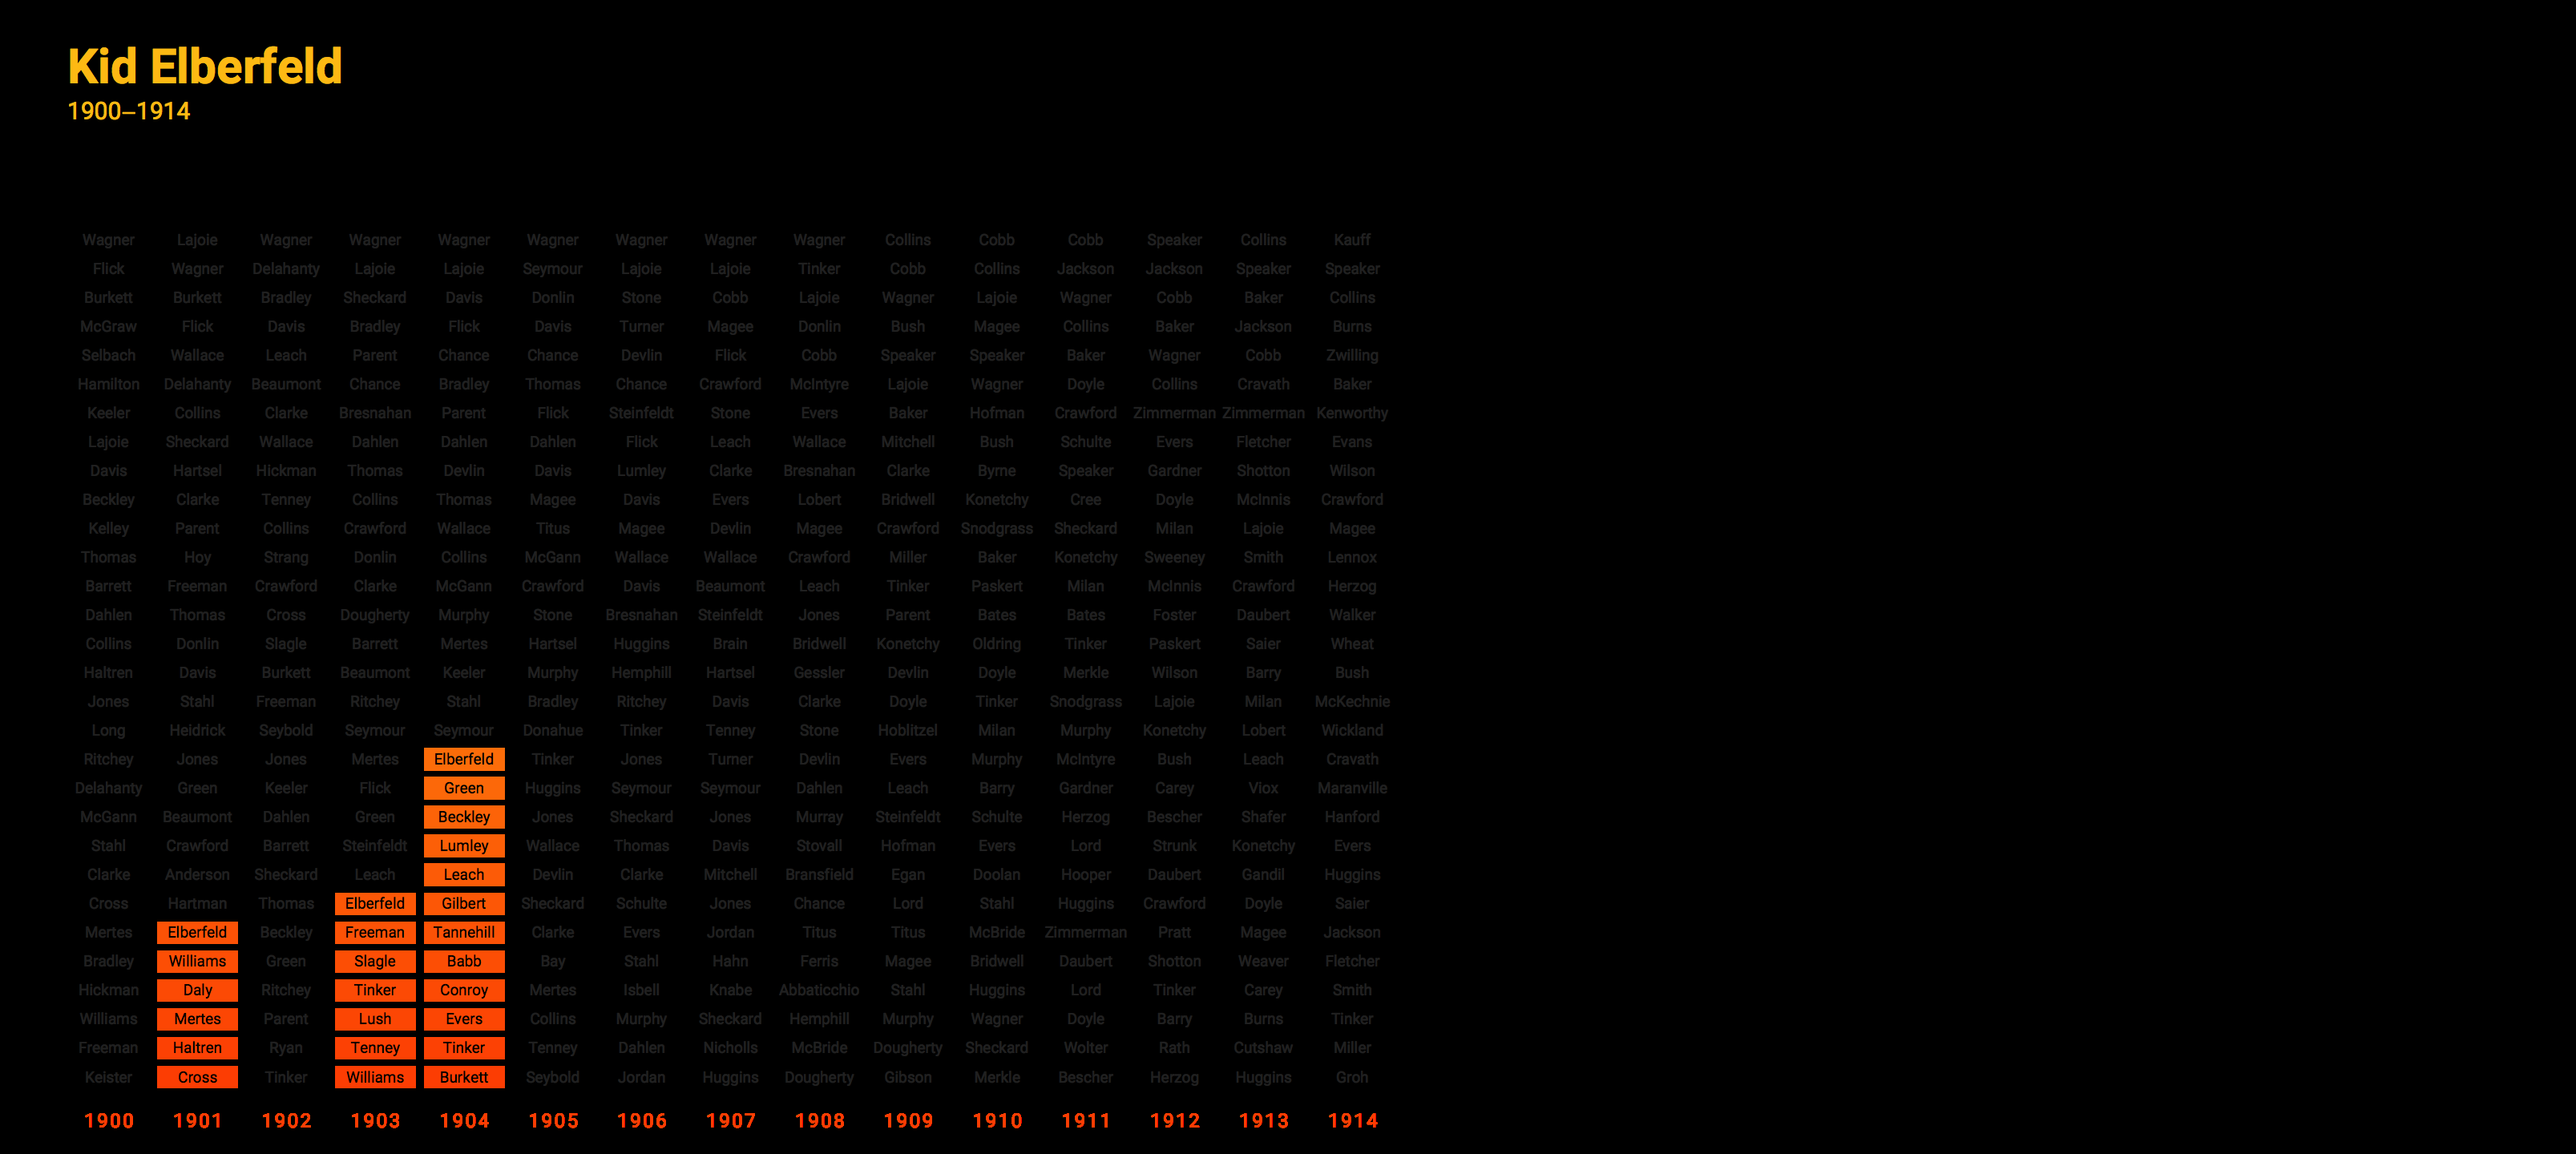 Kid Elberfeld
1900–1914
Wagner Lajoie Wagner Wagner Wagner Wagner Wagner Wagner Wagner Collins Cobb Cobb Speaker Collins Kauff
Flick Wagner Delahanty Lajoie Lajoie Seymour Lajoie Lajoie Tinker Cobb Collins Jackson Jackson Speaker Speaker
Burkett Burkett Bradley Sheckard Davis Donlin Stone Cobb Lajoie Wagner Lajoie Wagner Cobb Baker Collins
McGraw Flick Davis Bradley Flick Davis Turner Magee Donlin Bush Magee Collins Baker Jackson Burns
Selbach Wallace Leach Parent Chance Chance Devlin Flick Cobb Speaker Speaker Baker Wagner Cobb Zwilling
Hamilton Delahanty Beaumont Chance Bradley Thomas Chance Crawford McIntyre Lajoie Wagner Doyle Collins Cravath Baker
Keeler Collins Clarke Bresnahan Parent Flick Steinfeldt Stone Evers Baker Hofman Crawford Zimmerman Zimmerman Kenworthy
Lajoie Sheckard Wallace Dahlen Dahlen Dahlen Flick Leach Wallace Mitchell Bush Schulte Evers Fletcher Evans
Davis Hartsel Hickman Thomas Devlin Davis Lumley Clarke Bresnahan Clarke Byrne Speaker Gardner Shotton Wilson
Beckley Clarke Tenney Collins Thomas Magee Davis Evers Lobert Bridwell Konetchy Cree Doyle McInnis Crawford
Kelley Parent Collins Crawford Wallace Titus Magee Devlin Magee Crawford Snodgrass Sheckard Milan Lajoie Magee
Thomas Hoy Strang Donlin Collins McGann Wallace Wallace Crawford Miller Baker Konetchy Sweeney Smith Lennox
Barrett Freeman Crawford Clarke McGann Crawford Davis Beaumont Leach Tinker Paskert Milan McInnis Crawford Herzog
Dahlen Thomas Cross Dougherty Murphy Stone Bresnahan Steinfeldt Jones Parent Bates Bates Foster Daubert Walker
Collins Donlin Slagle Barrett Mertes Hartsel Huggins Brain Bridwell Konetchy Oldring Tinker Paskert Saier Wheat
Haltren Davis Burkett Beaumont Keeler Murphy Hemphill Hartsel Gessler Devlin Doyle Merkle Wilson Barry Bush
Jones Stahl Freeman Ritchey Stahl Bradley Ritchey Davis Clarke Doyle Tinker Snodgrass Lajoie Milan McKechnie
Long Heidrick Seybold Seymour Seymour Donahue Tinker Tenney Stone Hoblitzel Milan Murphy Konetchy Lobert Wickland
Ritchey Jones Jones Mertes Elberfeld Tinker Jones Turner Devlin Evers Murphy McIntyre Bush Leach Cravath
Delahanty Green Keeler Flick Green Huggins Seymour Seymour Dahlen Leach Barry Gardner Carey Viox Maranville
McGann Beaumont Dahlen Green Beckley Jones Sheckard Jones Murray Steinfeldt Schulte Herzog Bescher Shafer Hanford
Stahl Crawford Barrett Steinfeldt Lumley Wallace Thomas Davis Stovall Hofman Evers Lord Strunk Konetchy Evers
Clarke Anderson Sheckard Leach Leach Devlin Clarke Mitchell Bransfield Egan Doolan Hooper Daubert Gandil Huggins
Cross Hartman Thomas Elberfeld Gilbert Sheckard Schulte Jones Chance Lord Stahl Huggins Crawford Doyle Saier
Mertes Elberfeld Beckley Freeman Tannehill Clarke Evers Jordan Titus Titus McBride Zimmerman Pratt Magee Jackson
Bradley Williams Green Slagle Babb Bay Stahl Hahn Ferris Magee Bridwell Daubert Shotton Weaver Fletcher
Hickman Daly Ritchey Tinker Conroy Mertes Isbell Knabe Abbaticchio Stahl Huggins Lord Tinker Carey Smith
Williams Mertes Parent Lush Evers Collins Murphy Sheckard Hemphill Murphy Wagner Doyle Barry Burns Tinker
Freeman Haltren Ryan Tenney Tinker Tenney Dahlen Nicholls McBride Dougherty Sheckard Wolter Rath Cutshaw Miller
Keister Cross Tinker Williams Burkett Seybold Jordan Huggins Dougherty Gibson Merkle Bescher Herzog Huggins Groh
1900 1901 1902 1903 1904 1905 1906 1907 1908 1909 1910 1911 1912 1913 1914